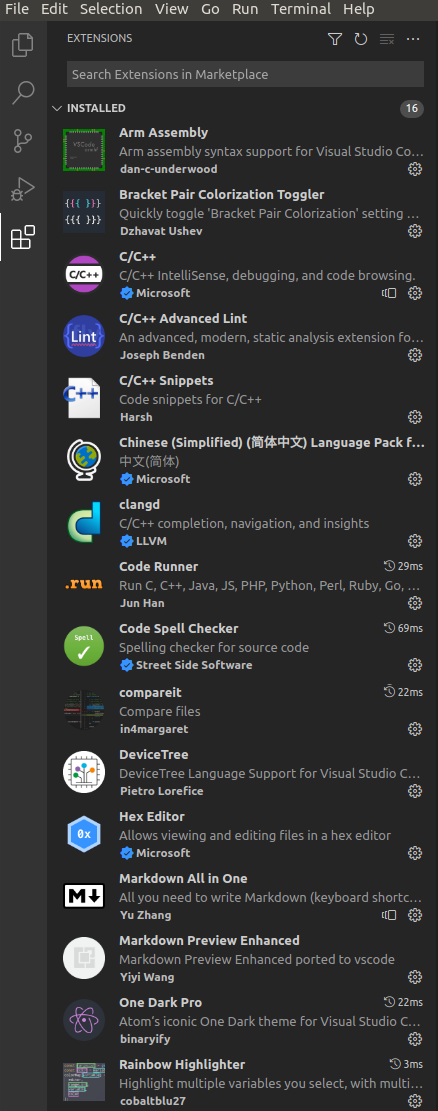 File Edit Selection View Go Run Terminal Help
EXTENSIONS
Search Extensions in Marketplace
INSTALLED 16
Arm Assembly
Arm assembly syntax support for Visual Studio Co...
dan-c-underwood
Bracket Pair Colorization Toggler
Quickly toggle 'Bracket Pair Colorization' setting ...
Dzhavat Ushev
C/C++
C/C++
C/C++ IntelliSense, debugging, and code browsing.
Microsoft
Lint
C/C++ Advanced Lint
An advanced, modern, static analysis extension fo...
Joseph Benden
C++
C/C++ Snippets
Code snippets for C/C++
Harsh
Chinese (Simplified) (简体中文) Language Pack f...
中文(简体)
Microsoft
clangd
C/C++ completion, navigation, and insights
LLVM
.run
Code Runner 29ms
Run C, C++, Java, JS, PHP, Python, Perl, Ruby, Go, ...
Jun Han
Spell
Code Spell Checker 69ms
Spelling checker for source code
Street Side Software
compareit 22ms
Compare files
in4margaret
DeviceTree
DeviceTree Language Support for Visual Studio C...
Pietro Lorefice
0x
Hex Editor
Allows viewing and editing files in a hex editor
Microsoft
M
Markdown All in One
All you need to write Markdown (keyboard shortc...
Yu Zhang
Markdown Preview Enhanced
Markdown Preview Enhanced ported to vscode
Yiyi Wang
One Dark Pro 22ms
Atom's iconic One Dark theme for Visual Studio C...
binaryify
Rainbow Highlighter 3ms
Highlight multiple variables you select, with multi...
cobaltblu27